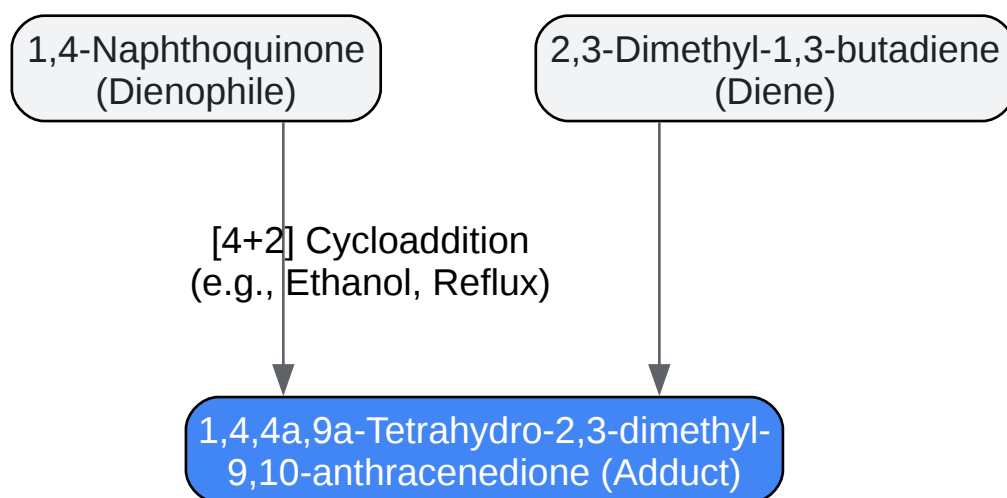 1,4-Naphthoquinone
(Dienophile)
2,3-Dimethyl-1,3-butadiene
(Diene)
[4+2] Cycloaddition
(e.g., Ethanol, Reflux)
1,4,4a,9a-Tetrahydro-2,3-dimethyl-
9,10-anthracenedione (Adduct)